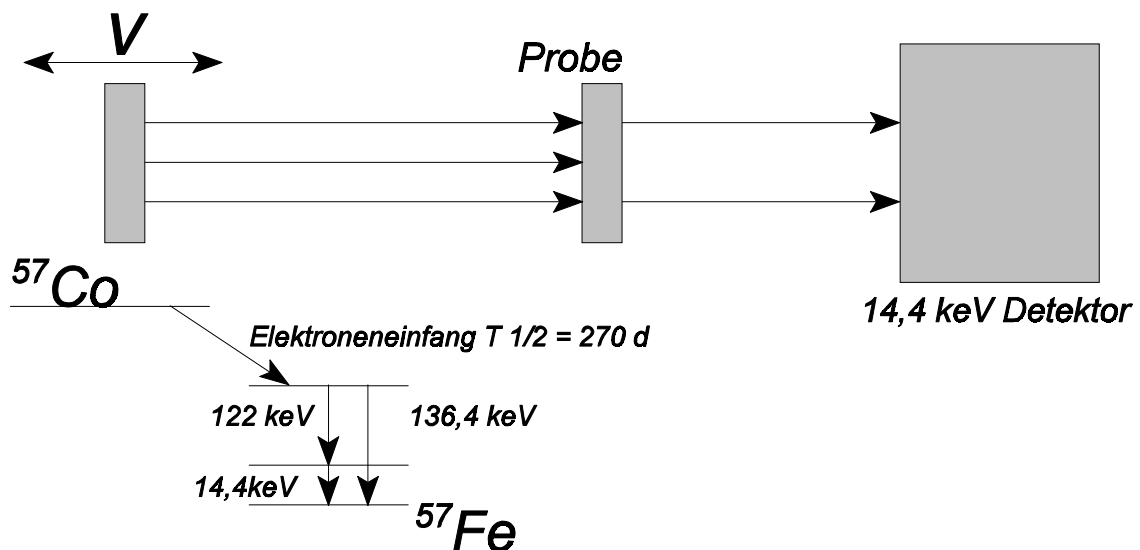 V
Probe
⁵⁷Co
14,4 keV Detektor
Elektroneneinfang T 1/2 = 270 d
122 keV
136,4 keV
14,4keV
⁵⁷Fe